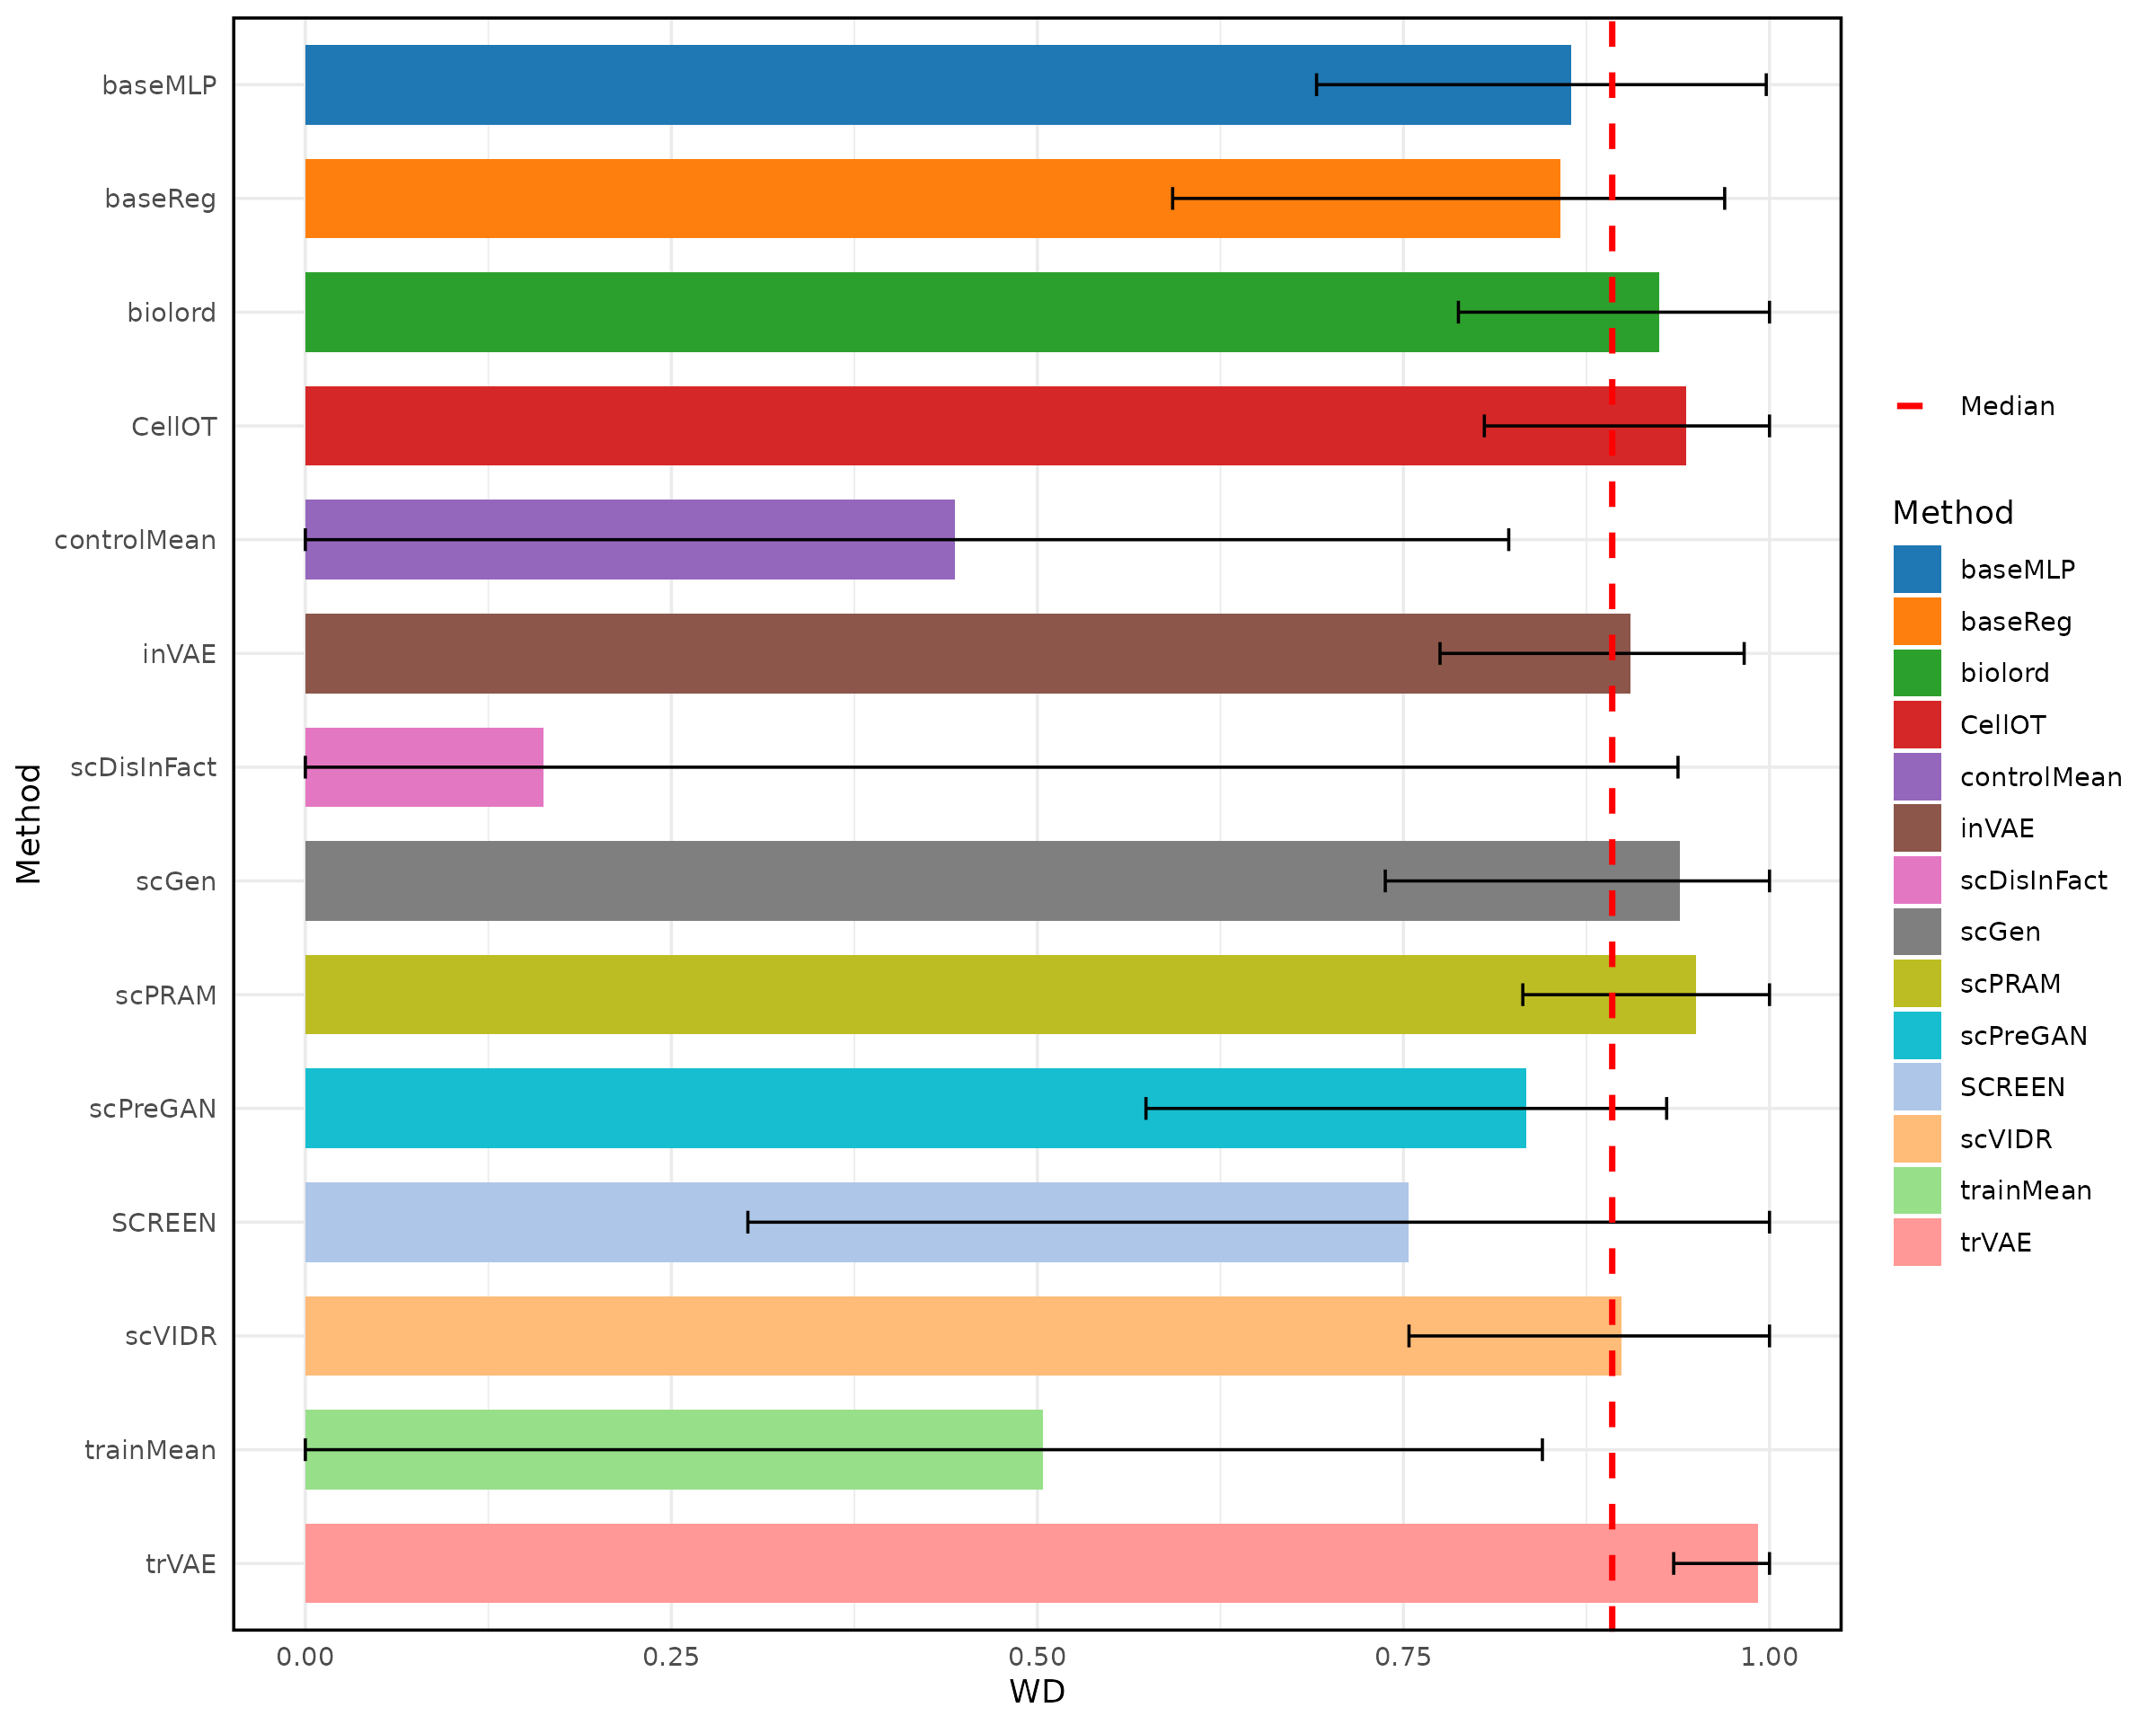 baseMLP
baseReg
biolord
CellOT
controlMean
inVAE
scDisInFact
scGen
scPRAM
scPreGAN
SCREEN
scVIDR
trainMean
trVAE
Method
0.00 0.25 0.50 0.75 1.00
WD
Median
Method
baseMLP
baseReg
biolord
CellOT
controlMean
inVAE
scDisInFact
scGen
scPRAM
scPreGAN
SCREEN
scVIDR
trainMean
trVAE